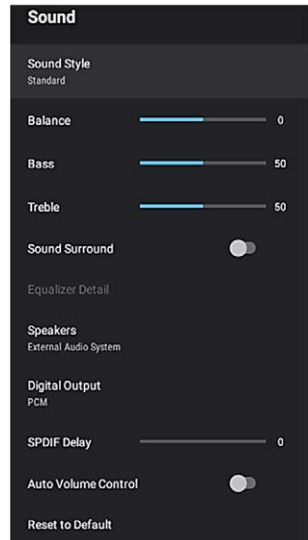 Sound
Sound Style
Standard
Balance 0
Bass 50
Treble 50
Sound Surround
Equalizer Detail
Speakers
External Audio System
Digital Output
PCM
SPDIF Delay 0
Auto Volume Control
Reset to Default